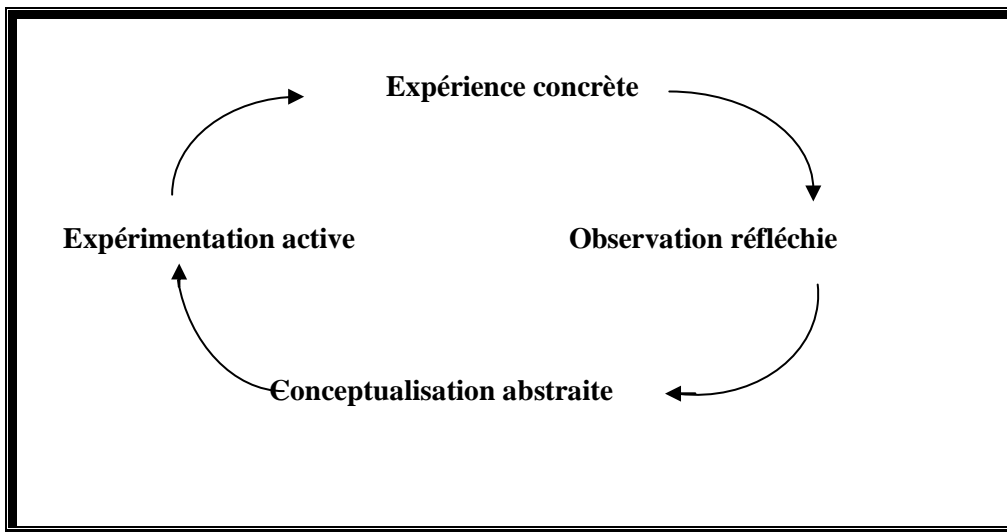 Expérience concrète
Expérimentation active
Observation réfléchie
Conceptualisation abstraite